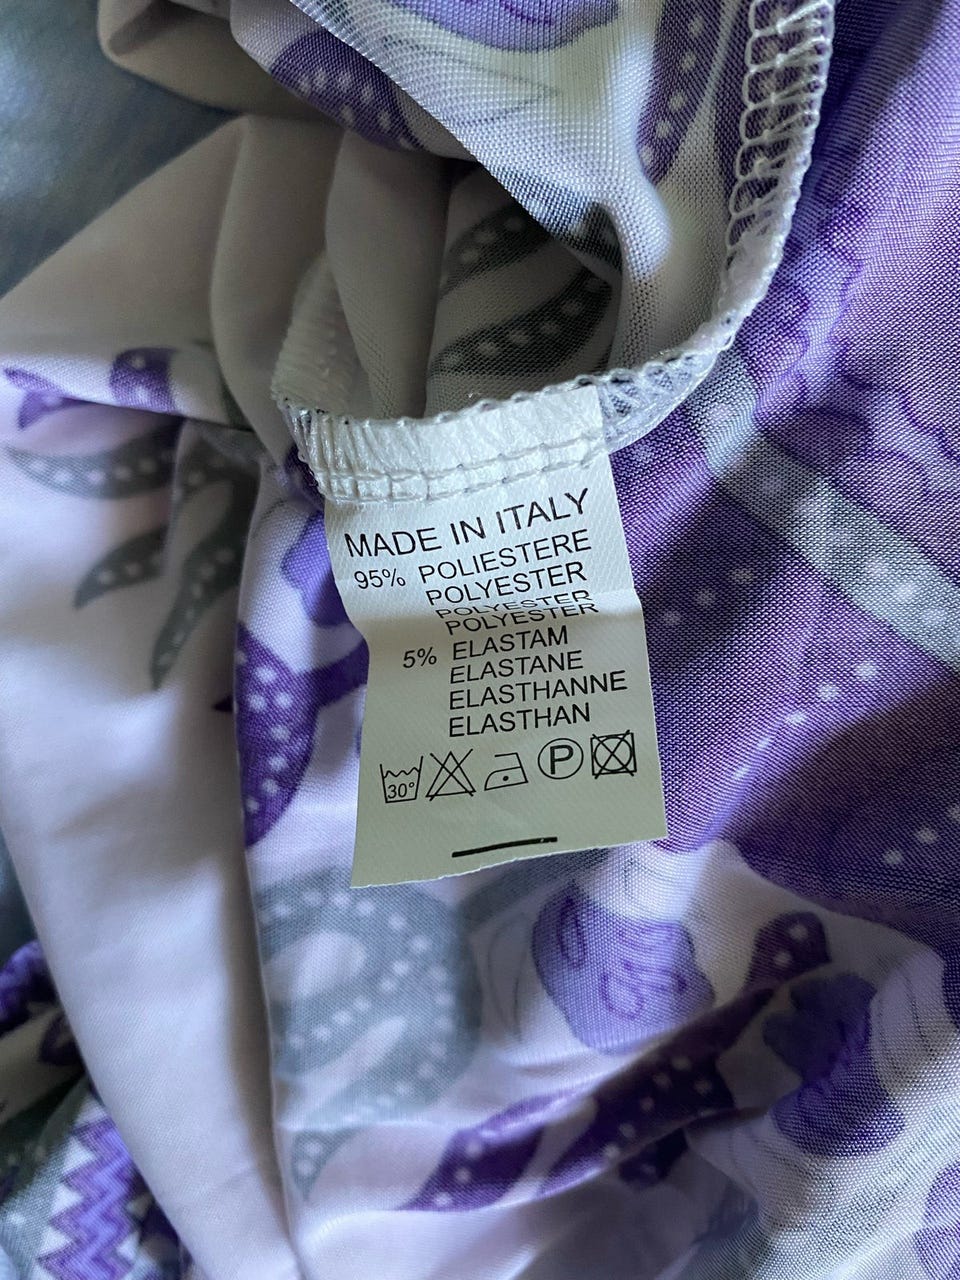 MADE IN ITALY
95% POLIESTERE
POLYESTER
POLYESTER
POLYESTER
5% ELASTAM
ELASTANE
ELASTHANNE
ELASTHAN
30° P